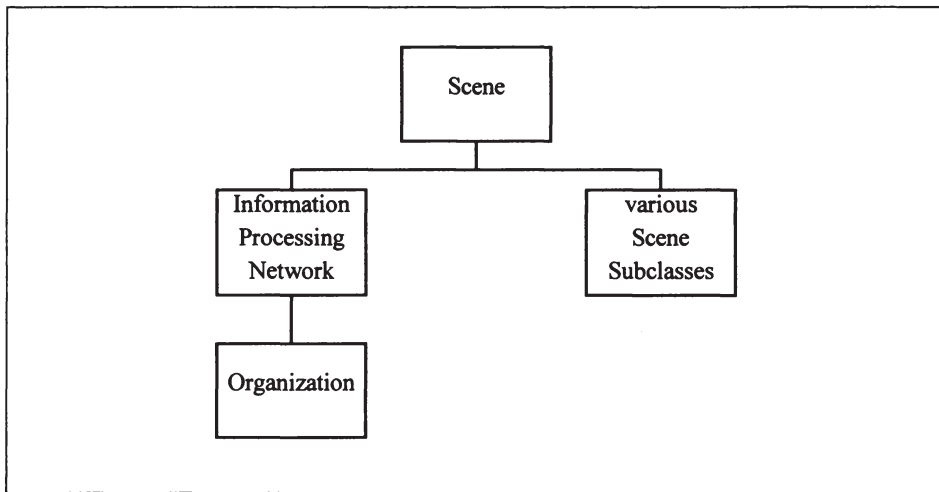 Scene
Information
Processing
Network
various
Scene
Subclasses
Organization